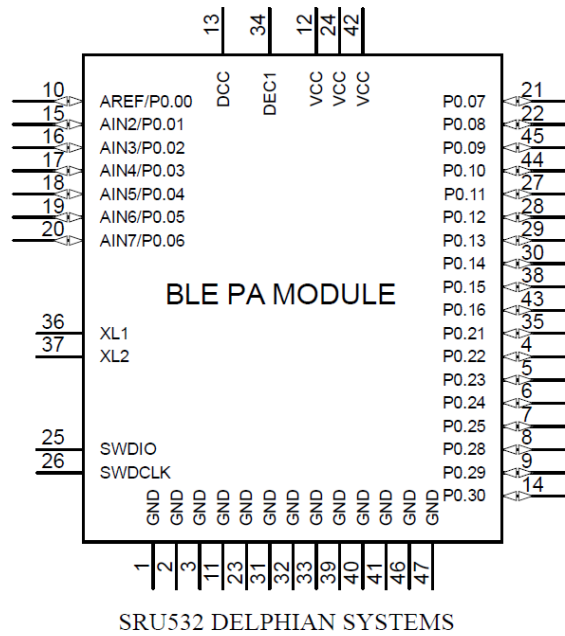 13 34 12 24 42
DCC DEC1 VCC VCC VCC
10 AREF/P0.00 P0.07 21
15 AIN2/P0.01 P0.08 22
16 AIN3/P0.02 P0.09 45
17 AIN4/P0.03 P0.10 44
18 AIN5/P0.04 P0.11 27
19 AIN6/P0.05 P0.12 28
20 AIN7/P0.06 P0.13 29
P0.14 30
P0.15 38
BLE PA MODULE
P0.16 43
36 XL1 P0.21 35
37 XL2 P0.22 4
P0.23 5
P0.24 6
P0.25 7
25 SWDIO P0.28 8
26 SWDCLK P0.29 9
P0.30 14
GND GND GND GND GND GND GND GND GND GND GND GND GND
1 2 3 11 23 31 32 33 39 40 41 46 47
SRU532 DELPHIAN SYSTEMS